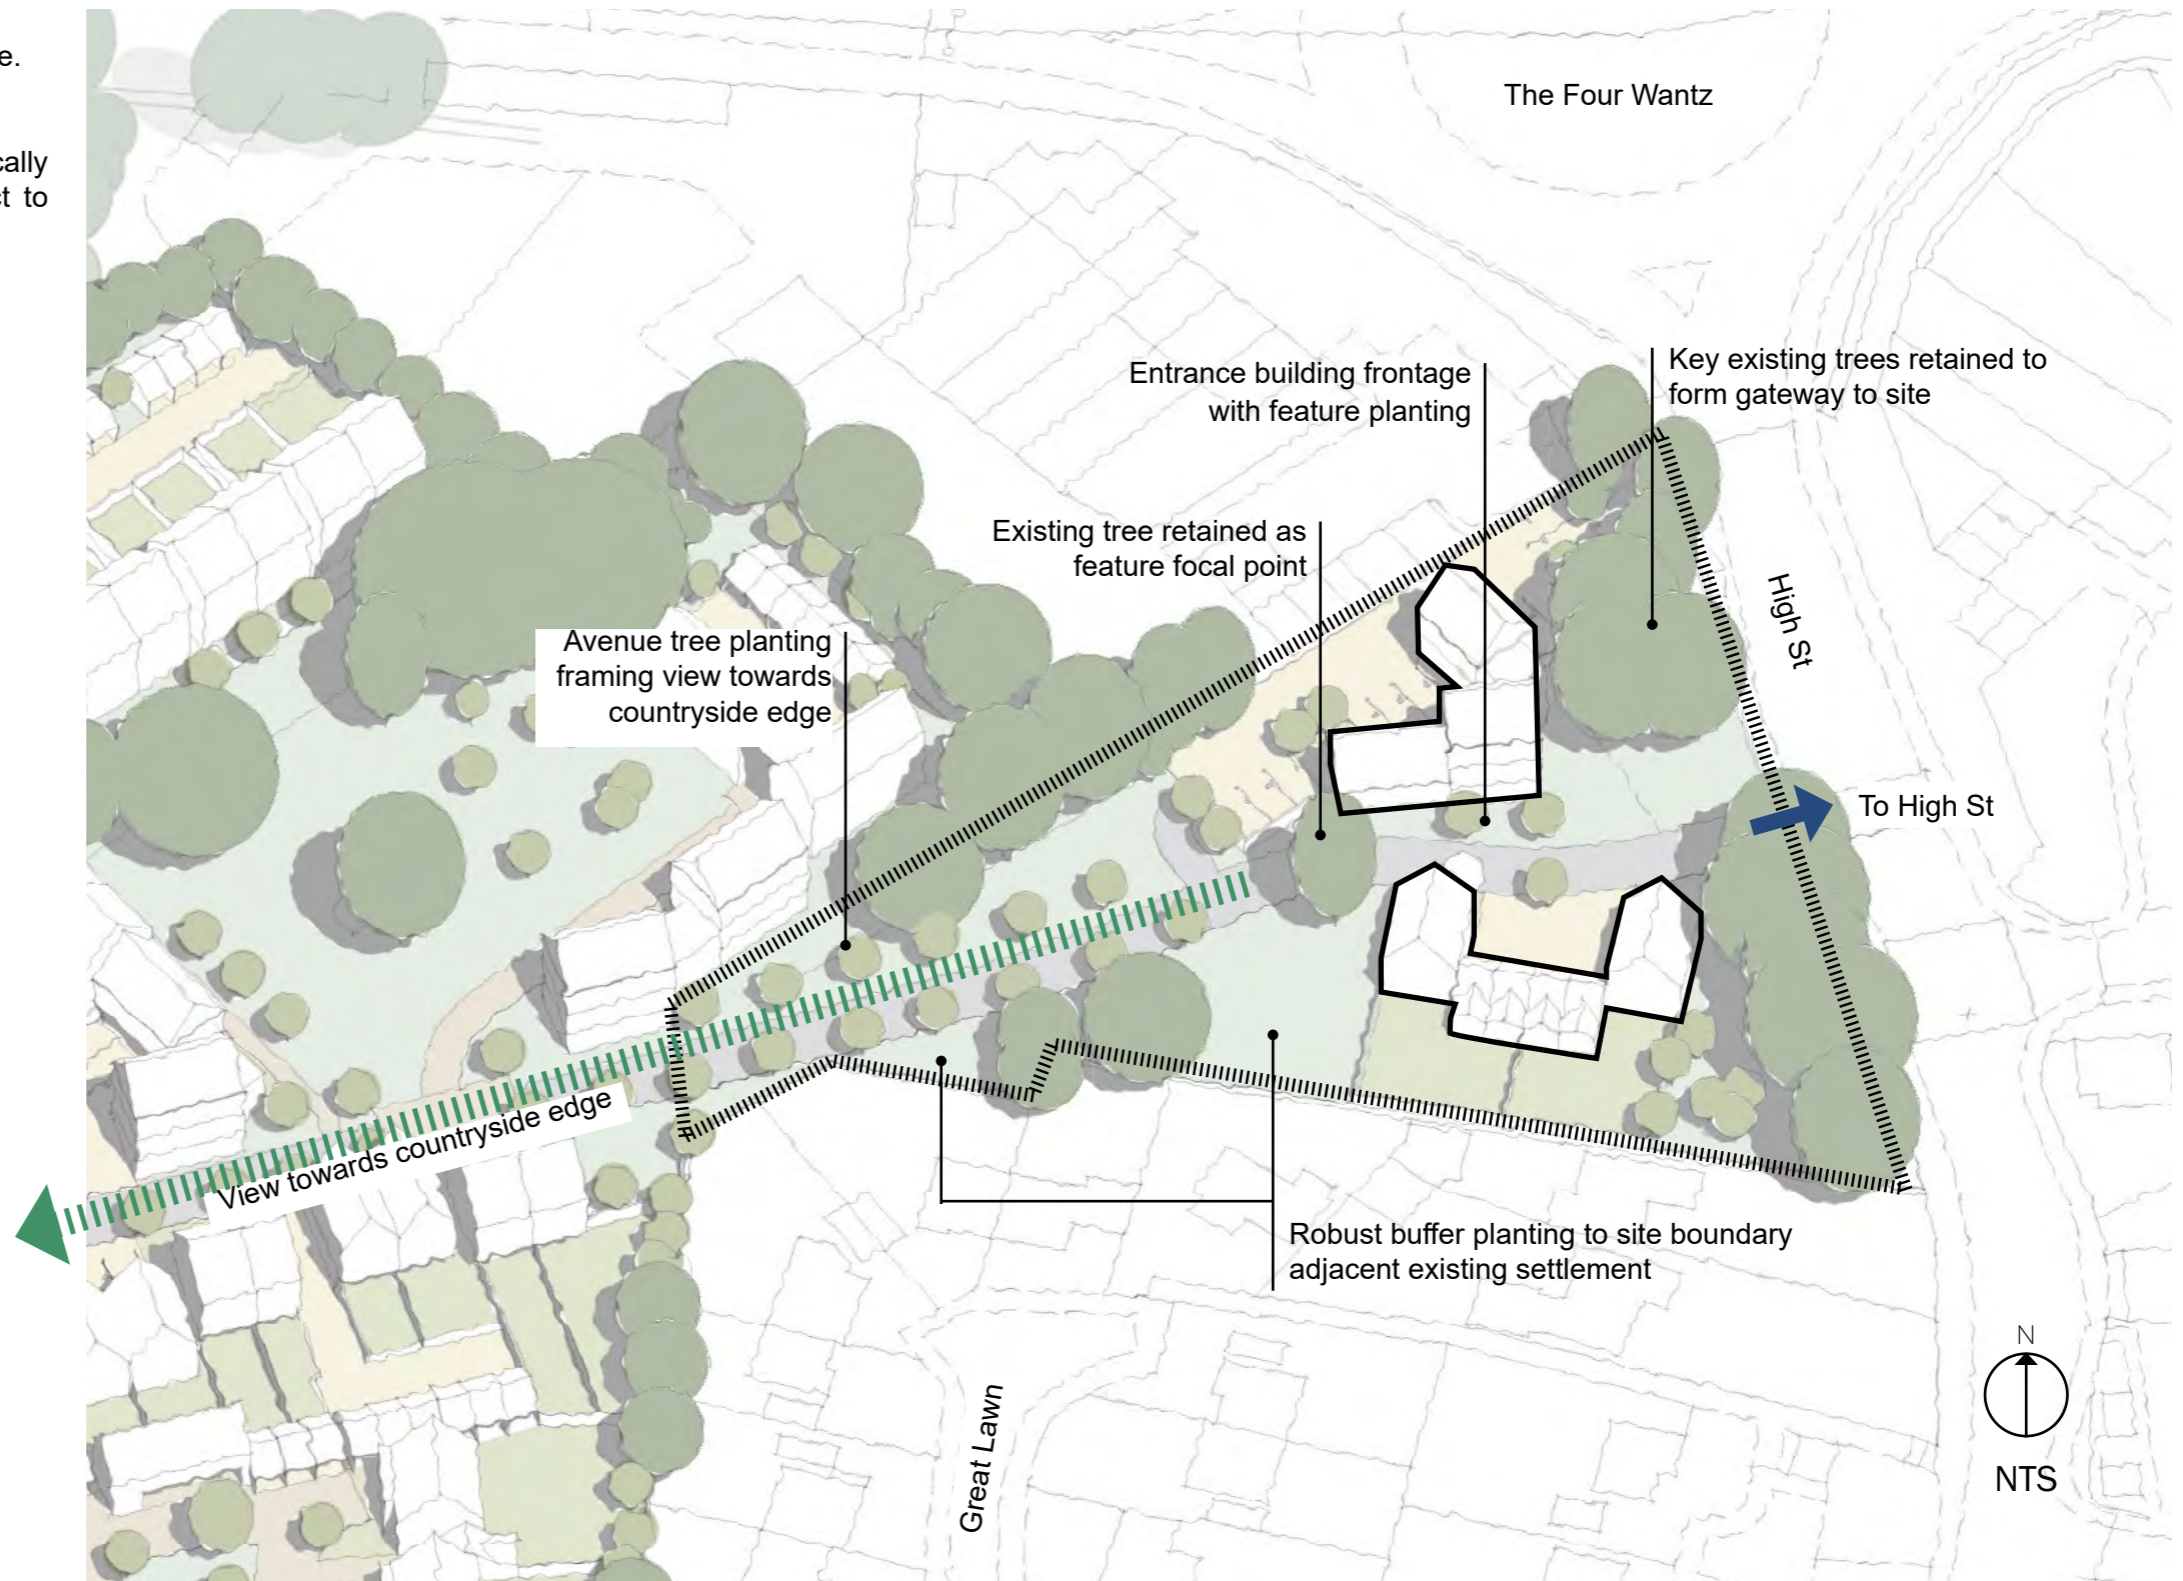 e.
cally
ct to
The Four Wantz
Key existing trees retained to
form gateway to site
Entrance building frontage
with feature planting
Existing tree retained as
feature focal point
High St
Avenue tree planting
framing view towards
countryside edge
To High St
View towards countryside edge
Robust buffer planting to site boundary
adjacent existing settlement
Great Lawn
N
NTS